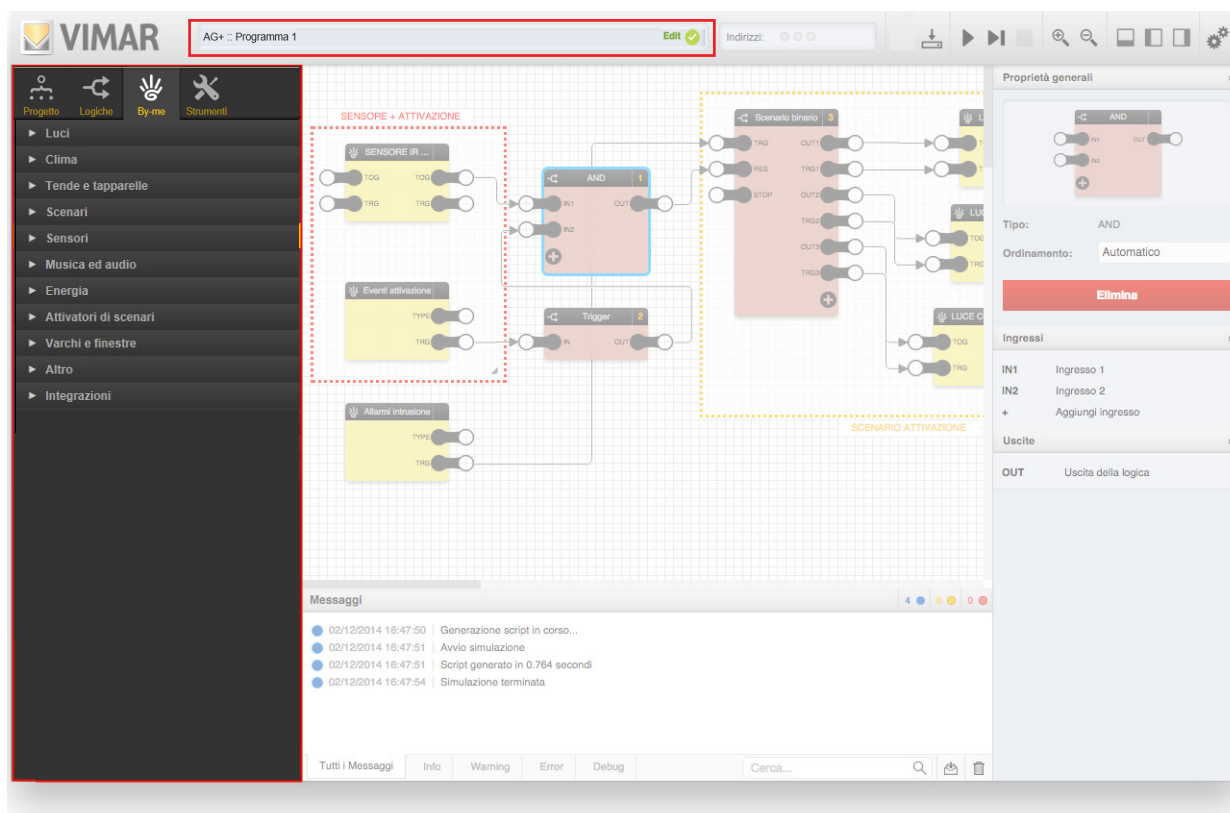 VIMAR
AG+ :: Programma 1
Edit
Indirizzi:
Progetto
Logiche
By-me
Strumenti
Luci
Clima
Tende e tapparelle
Scenari
Sensori
Musica ed audio
Energia
Attivatori di scenari
Varchi e finestre
Altro
Integrazioni
SENSORE + ATTIVAZIONE
SENSORE IR ...
TOG TOG
TRG TRG
Eventi attivazione
TYPE
TRG
Allarmi intrusione
TYPE
TRG
AND 1
IN1 OUT
IN2
Trigger 2
IN OUT
Scenario binario 3
TRG OUT1
RES TRG1
STOP OUT2
TRG2
OUT3
TRG3
LUC
TOG
TRG
LUCE C
TOG
TRG
SCENARIO ATTIVAZIONE
Proprietà generali
AND
IN1 OUT
IN2
Tipo: AND
Ordinamento: Automatico
Elimina
Ingressi
IN1 Ingresso 1
IN2 Ingresso 2
+ Aggiungi ingresso
Uscite
OUT Uscita della logica
Messaggi
4 0 0
02/12/2014 16:47:50 Generazione script in corso...
02/12/2014 16:47:51 Avvio simulazione
02/12/2014 16:47:51 Script generato in 0.764 secondi
02/12/2014 16:47:54 Simulazione terminata
Tutti i Messaggi Info Warning Error Debug
Cerca...